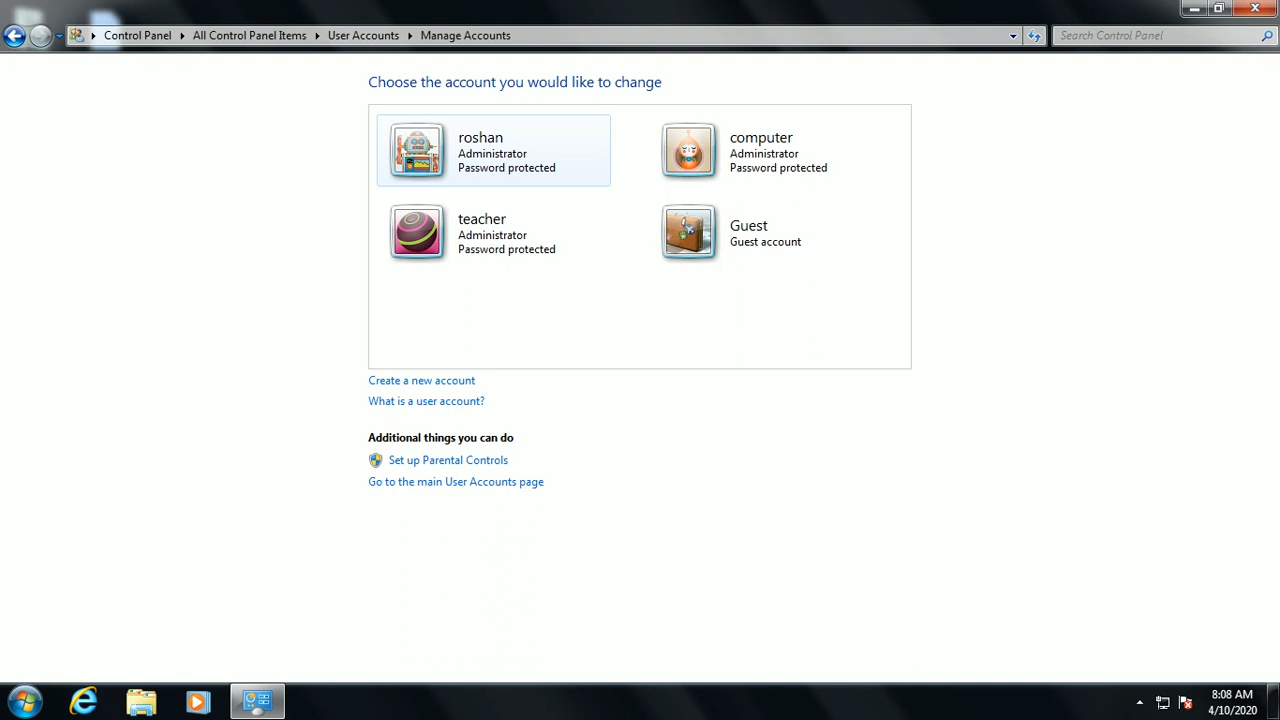 Control Panel
All Control Panel Items
User Accounts
Manage Accounts
Search Control Panel
Choose the account you would like to change
roshan
Administrator
Password protected
computer
Administrator
Password protected
teacher
Administrator
Password protected
Guest
Guest account
Create a new account
What is a user account?
Additional things you can do
Set up Parental Controls
Go to the main User Accounts page
8:08 AM
4/10/2020